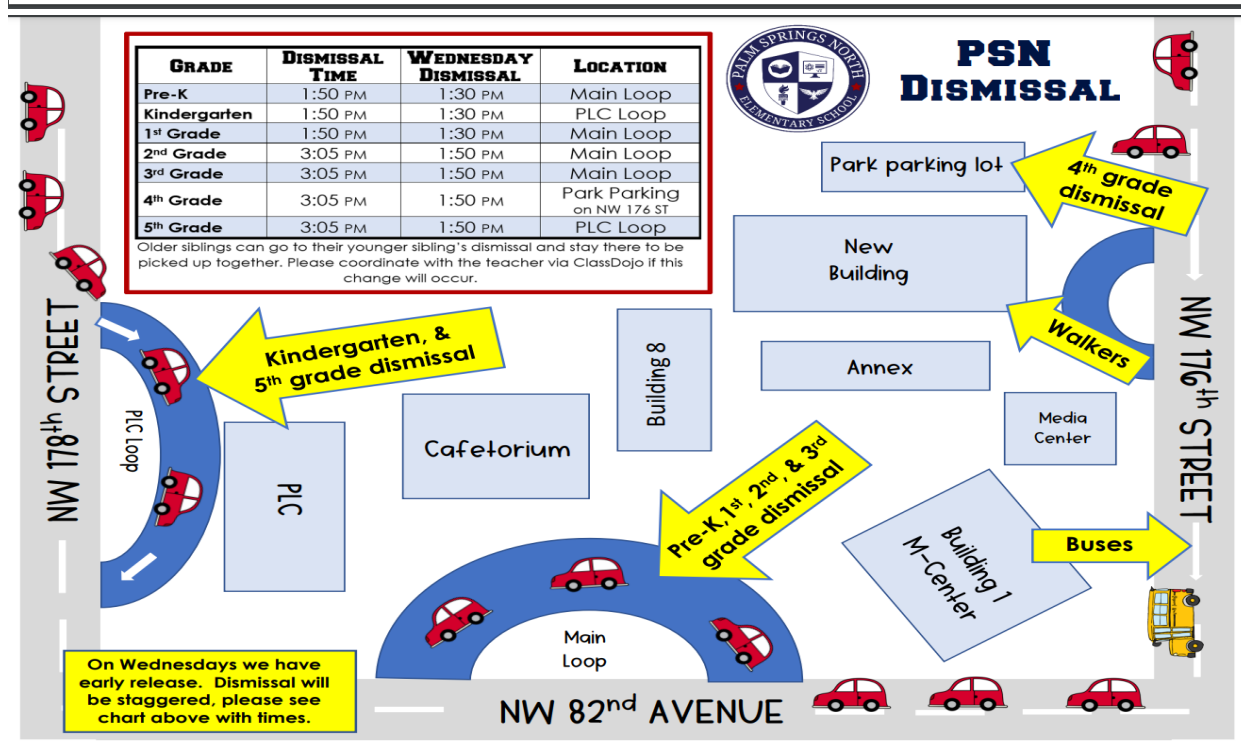 PSN
DISMISSAL
PALM SPRINGS NORTH
ELEMENTARY SCHOOL
GRADE DISMISSAL TIME WEDNESDAY DISMISSAL LOCATION
Pre-K 1:50 PM 1:30 PM Main Loop
Kindergarten 1:50 PM 1:30 PM PLC Loop
1st Grade 1:50 PM 1:30 PM Main Loop
2nd Grade 3:05 PM 1:50 PM Main Loop
3rd Grade 3:05 PM 1:50 PM Main Loop
4th Grade 3:05 PM 1:50 PM Park Parking on NW 176 ST
5th Grade 3:05 PM 1:50 PM PLC Loop
Older siblings can go to their younger sibling's dismissal and stay there to be
picked up together. Please coordinate with the teacher via ClassDojo if this
change will occur.
Park parking lot
4th grade
dismissal
New
Building
Walkers
NW 176th STREET
NW 178th STREET
Kindergarten, &
5th grade dismissal
Building 8
Annex
PLC Loop
PLC
Cafetorium
Media
Center
Pre-K,1st, 2nd, & 3rd
grade dismissal
Building 1
M-Center
Buses
Main
Loop
On Wednesdays we have
early release. Dismissal will
be staggered, please see
chart above with times.
NW 82nd AVENUE